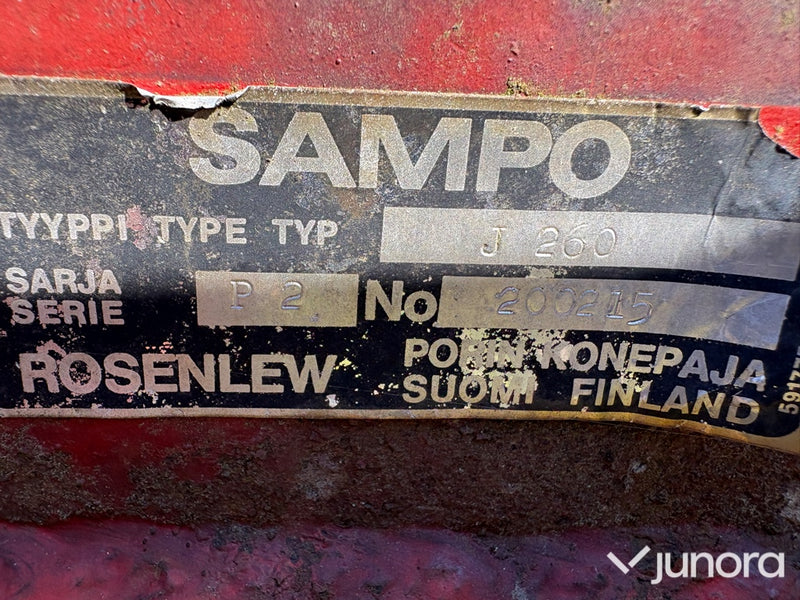 SAMPO
TYYPPI TYPE TYP J 260
SARJA
SERIE P 2 No 200215
ROSENLEW PORIN KONEPAJA
SUOMI FINLAND
junora